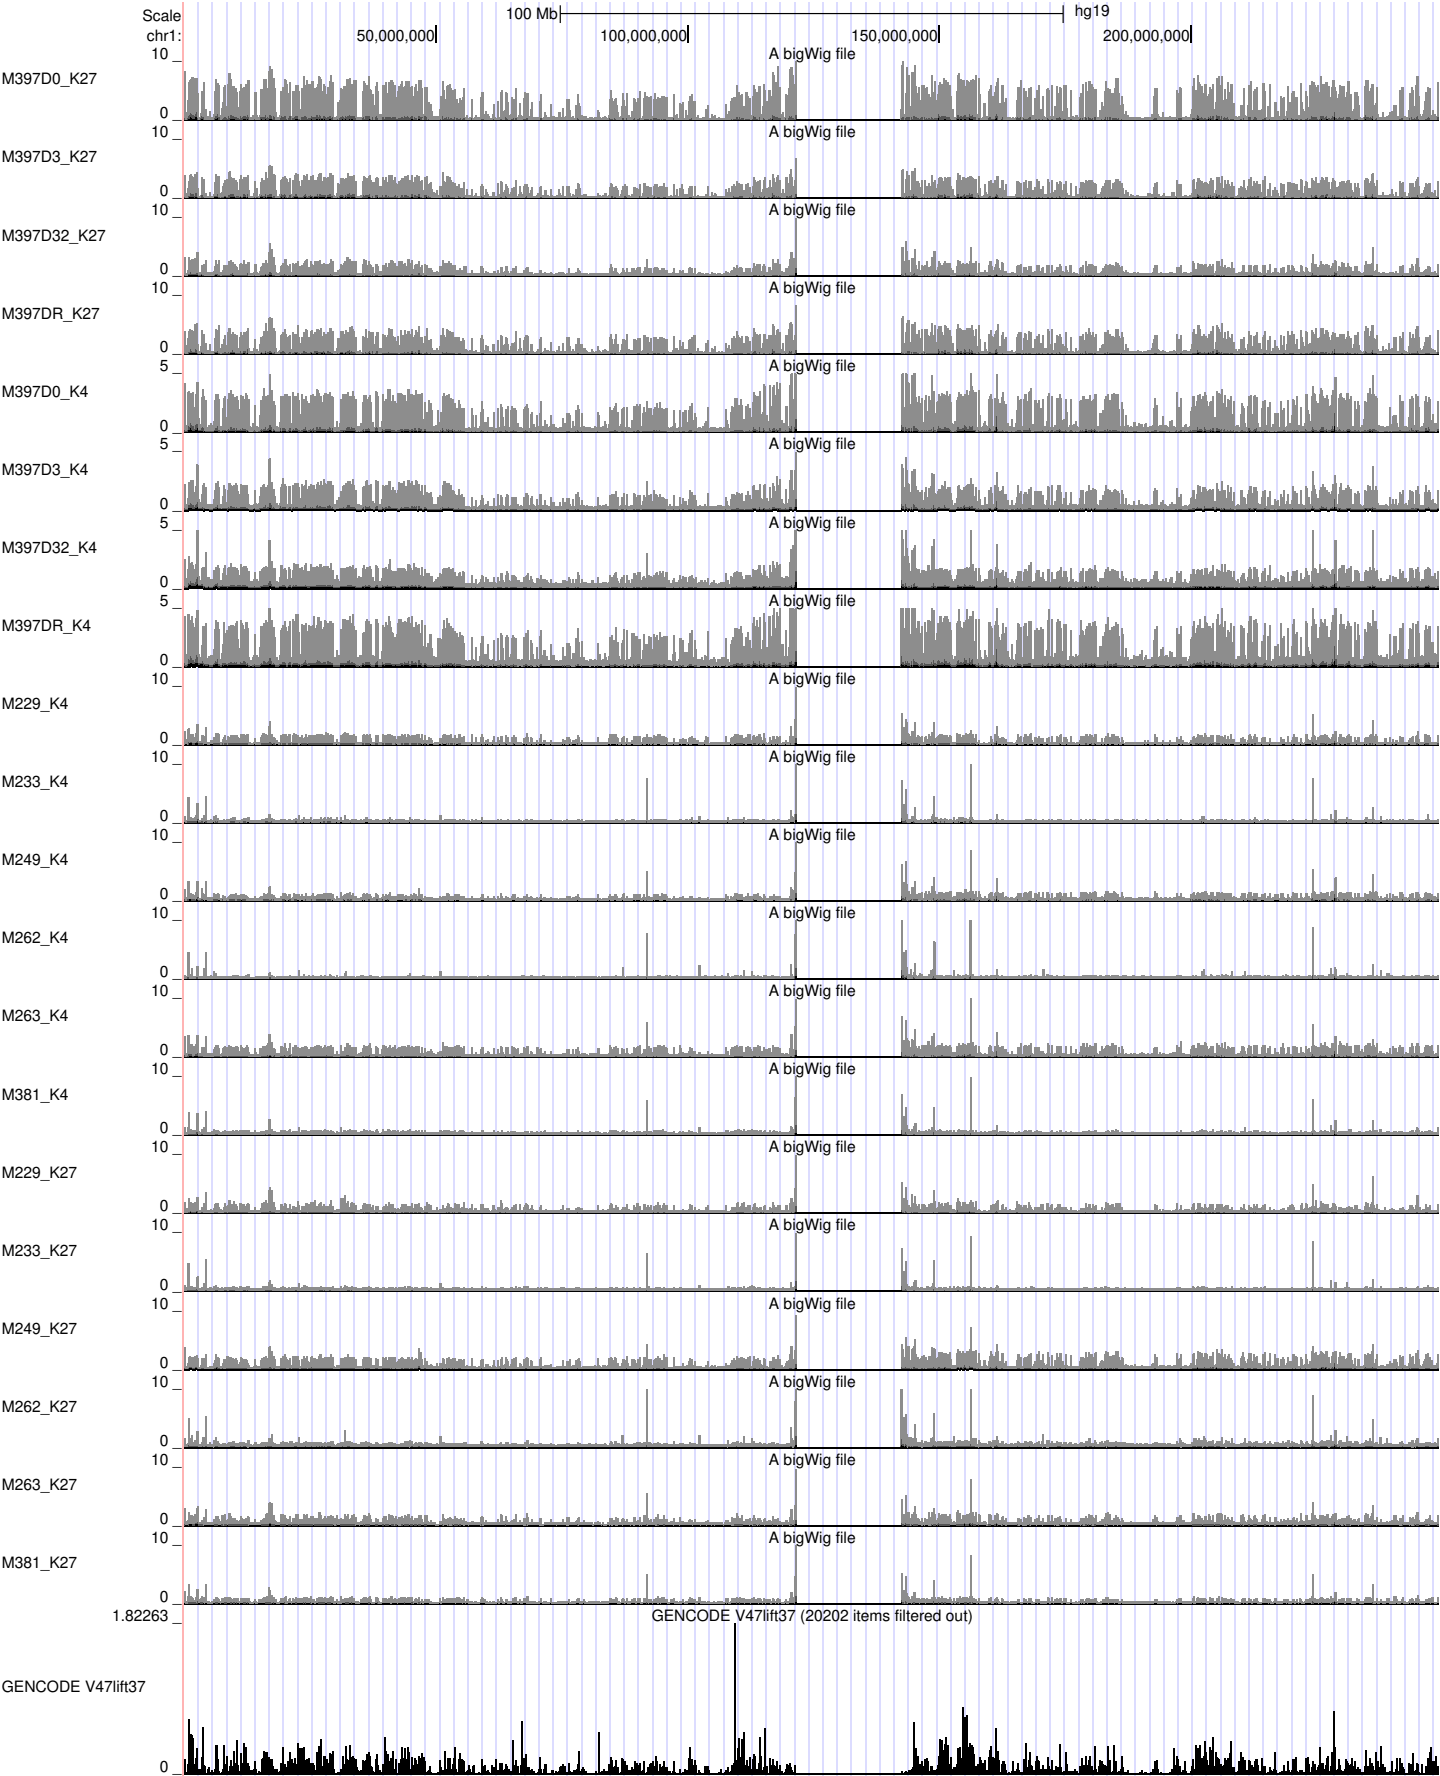 Scale 100 Mb hg19
chr1: 50,000,000 100,000,000 150,000,000 200,000,000
A bigWig file
10
M397D0_K27
0
A bigWig file
10
M397D3_K27
0
A bigWig file
10
M397D32_K27
0
A bigWig file
10
M397DR_K27
0
A bigWig file
5
M397D0_K4
0
A bigWig file
5
M397D3_K4
0
A bigWig file
5
M397D32_K4
0
A bigWig file
5
M397DR_K4
0
A bigWig file
10
M229_K4
0
A bigWig file
10
M233_K4
0
A bigWig file
10
M249_K4
0
A bigWig file
10
M262_K4
0
A bigWig file
10
M263_K4
0
A bigWig file
10
M381_K4
0
A bigWig file
10
M229_K27
0
A bigWig file
10
M233_K27
0
A bigWig file
10
M249_K27
0
A bigWig file
10
M262_K27
0
A bigWig file
10
M263_K27
0
A bigWig file
10
M381_K27
0
1.82263 GENCODE V47lift37 (20202 items filtered out)
GENCODE V47lift37
0